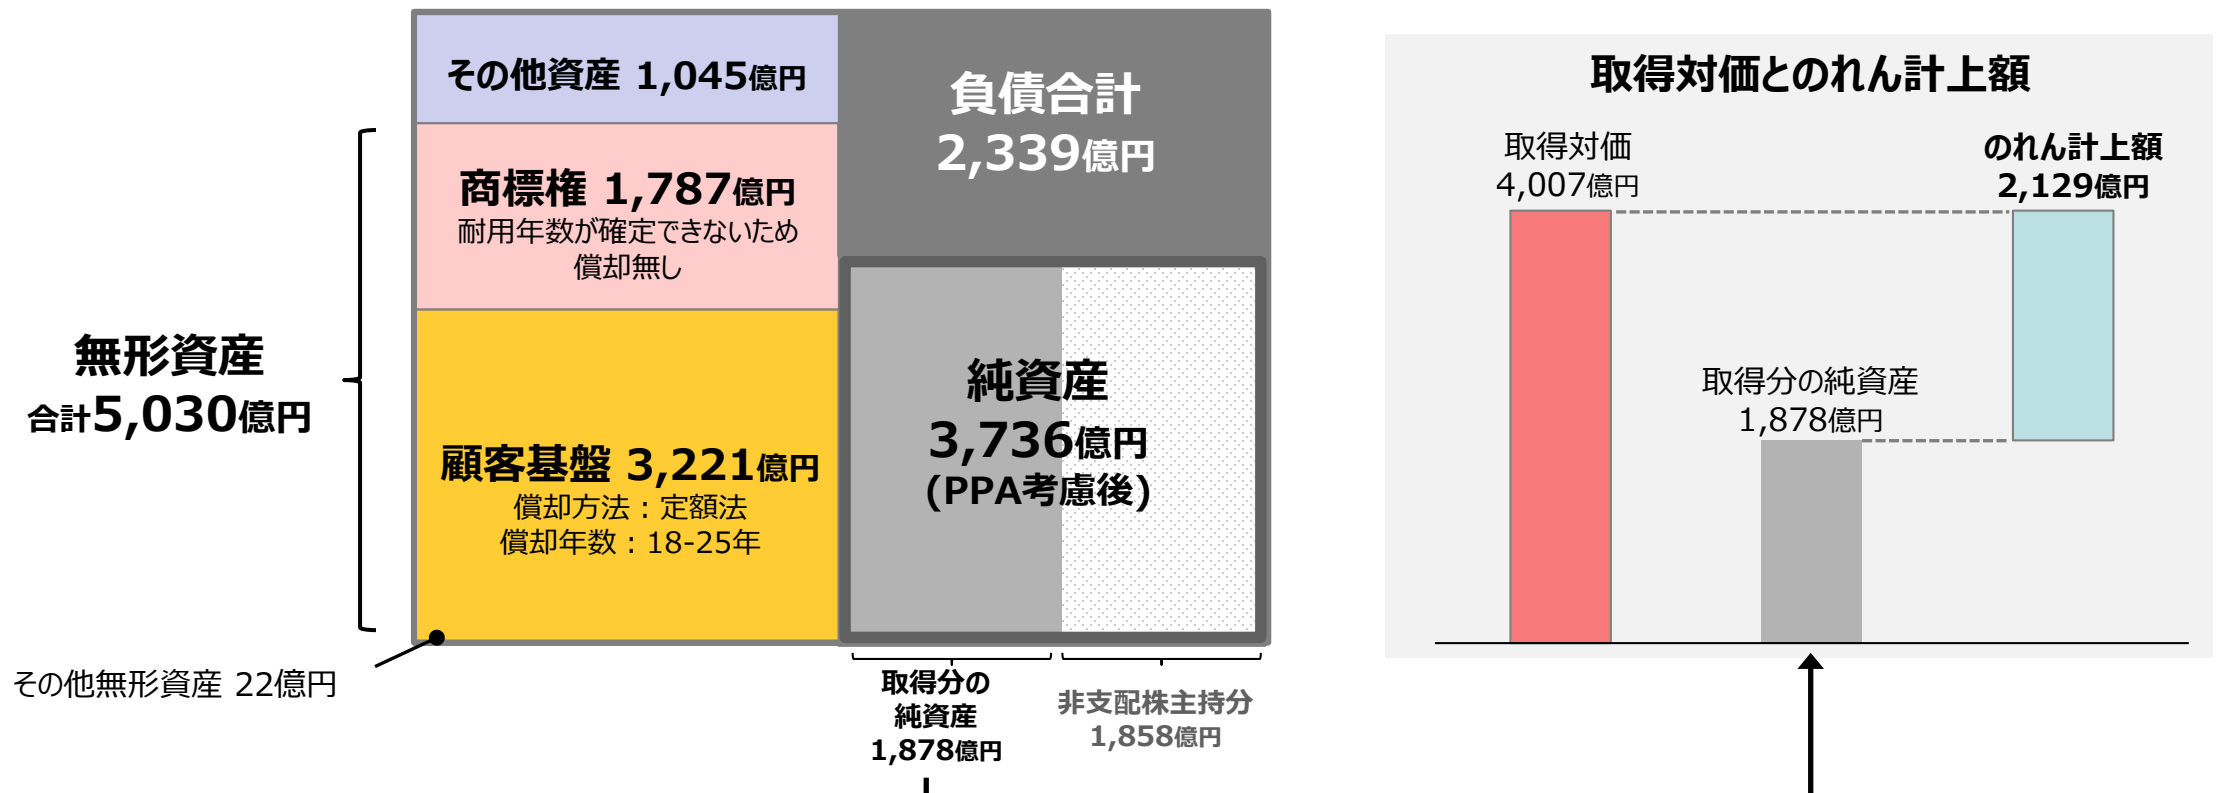 その他資産 1,045億円
商標権 1,787億円
耐用年数が確定できないため
償却無し
無形資産
合計5,030億円
顧客基盤 3,221億円
償却方法：定額法
償却年数：18-25年
その他無形資産 22億円
負債合計
2,339億円
純資産
3,736億円
(PPA考慮後)
取得分の
純資産
1,878億円
非支配株主持分
1,858億円
取得対価とのれん計上額
取得対価
4,007億円
のれん計上額
2,129億円
取得分の純資産
1,878億円